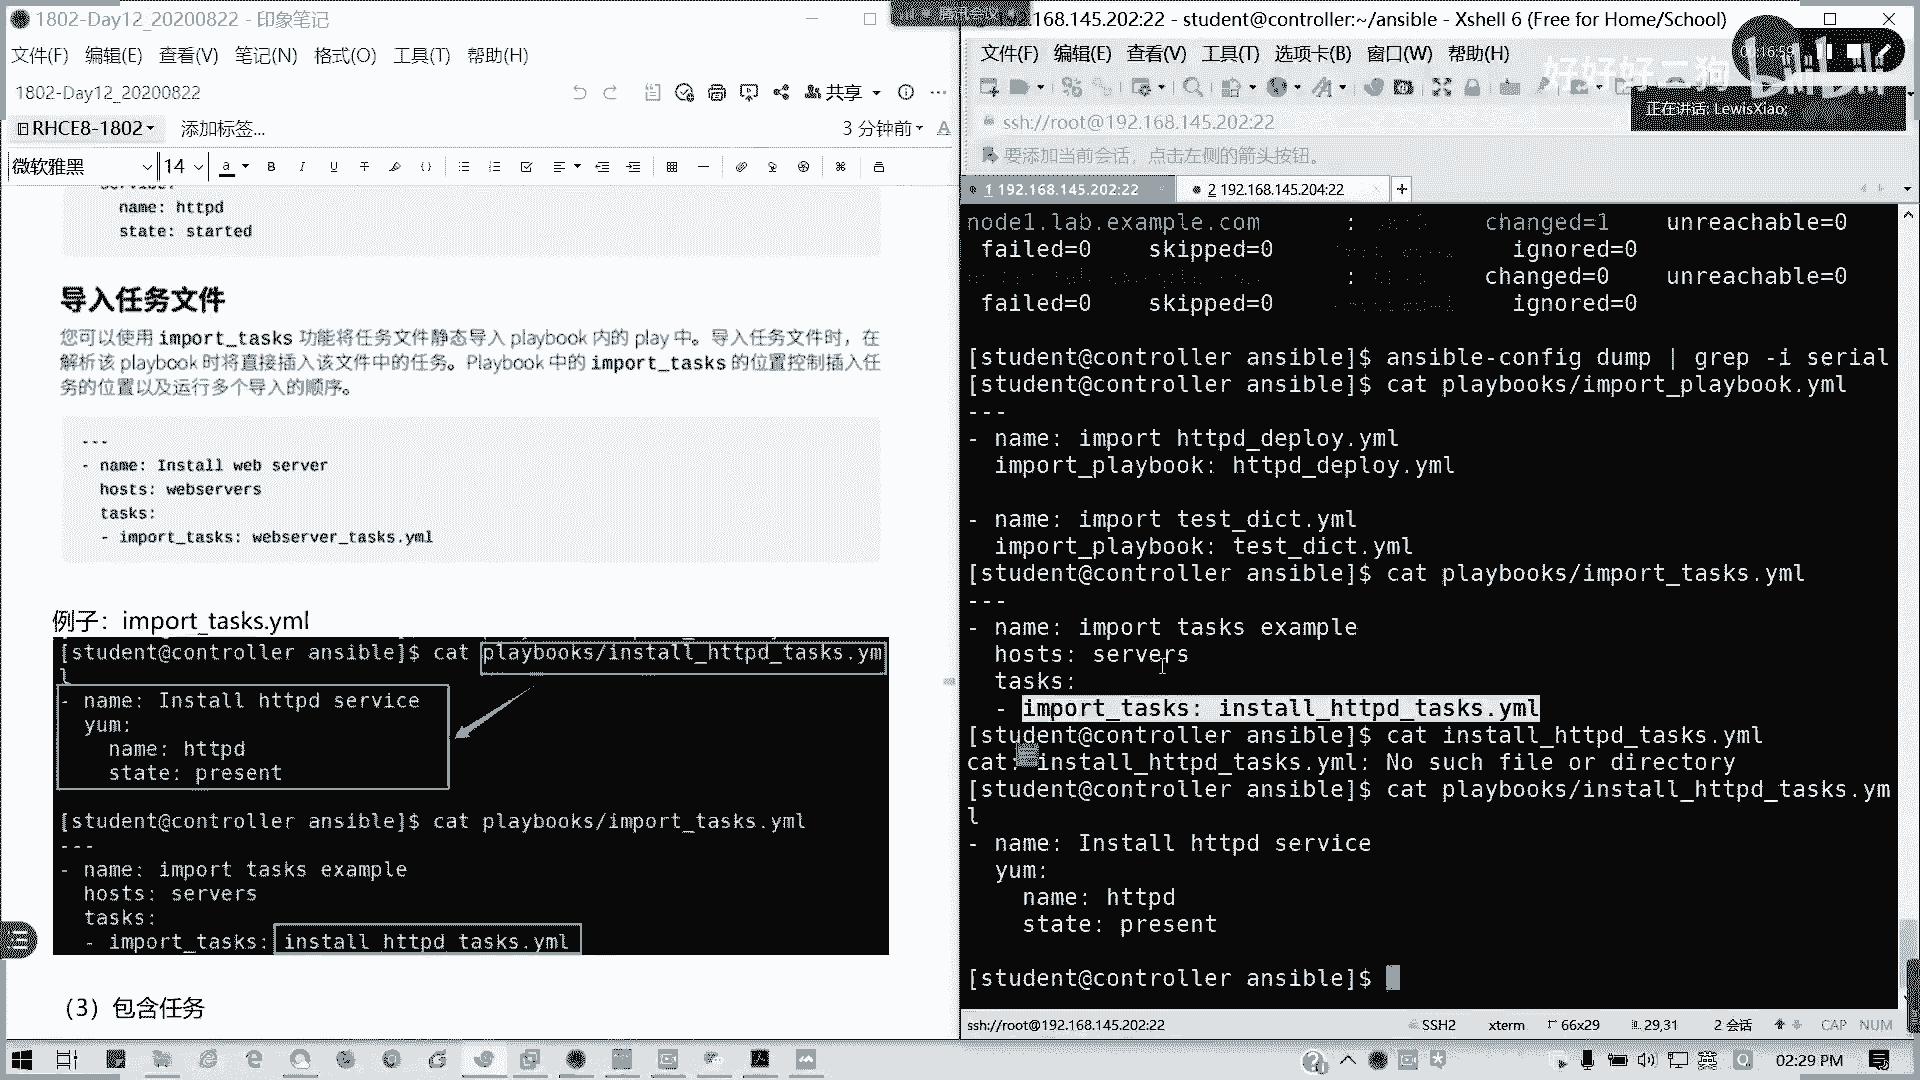 1802-Day12_20200822 - 印象笔记
文件(F) 编辑(E) 查看(V) 笔记(N) 格式(O) 工具(T) 帮助(H)
1802-Day12_20200822
共享
RHCE8-1802
添加标签...
3 分钟前
微软雅黑 14
name: httpd
state: started
导入任务文件
您可以使用 import_tasks 功能将任务文件静态导入 playbook 内的 play 中。导入任务文件时，在
解析该 playbook 时将直接插入该文件中的任务。Playbook 中的 import_tasks 的位置控制插入任
务的位置以及运行多个导入的顺序。
---
- name: Install web server
hosts: webservers
tasks:
- import_tasks: webserver_tasks.yml
例子：import_tasks.yml
[student@controller ansible]$ cat playbooks/install_httpd_tasks.ym
l
- name: Install httpd service
yum:
name: httpd
state: present
[student@controller ansible]$ cat playbooks/import_tasks.yml
---
- name: import tasks example
hosts: servers
tasks:
- import_tasks: install_httpd_tasks.yml
（3）包含任务
.168.145.202:22 - student@controller:~/ansible - Xshell 6 (Free for Home/School)
文件(F) 编辑(E) 查看(V) 工具(T) 选项卡(B) 窗口(W) 帮助(H)
好好好二狗
bilibili
正在讲话: LewisXiao;
ssh://root@192.168.145.202:22
要添加当前会话，点击左侧的箭头按钮。
1 192.168.145.202:22
2 192.168.145.204:22
node1.lab.example.com : changed=1 unreachable=0
failed=0 skipped=0 ignored=0
: changed=0 unreachable=0
failed=0 skipped=0 ignored=0
[student@controller ansible]$ ansible-config dump | grep -i serial
[student@controller ansible]$ cat playbooks/import_playbook.yml
---
- name: import httpd_deploy.yml
import_playbook: httpd_deploy.yml
- name: import test_dict.yml
import_playbook: test_dict.yml
[student@controller ansible]$ cat playbooks/import_tasks.yml
---
- name: import tasks example
hosts: servers
tasks:
- import_tasks: install_httpd_tasks.yml
[student@controller ansible]$ cat install_httpd_tasks.yml
cat: install_httpd_tasks.yml: No such file or directory
[student@controller ansible]$ cat playbooks/install_httpd_tasks.ym
l
- name: Install httpd service
yum:
name: httpd
state: present
[student@controller ansible]$
ssh://root@192.168.145.202:22 SSH2 xterm 66x29 29,31 2 会话 CAP NUM
02:29 PM